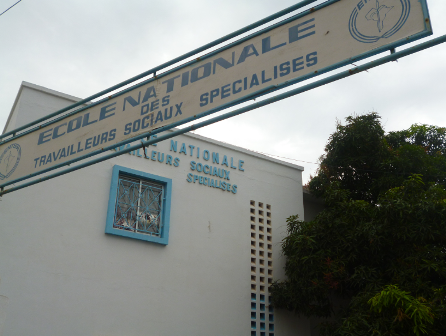 ECOLE NATIONALE
DES
TRAVAILLEURS SOCIAUX SPECIALISES
NATIONALE
TRAVAILLEURS SOCIAUX
SPECIALISES